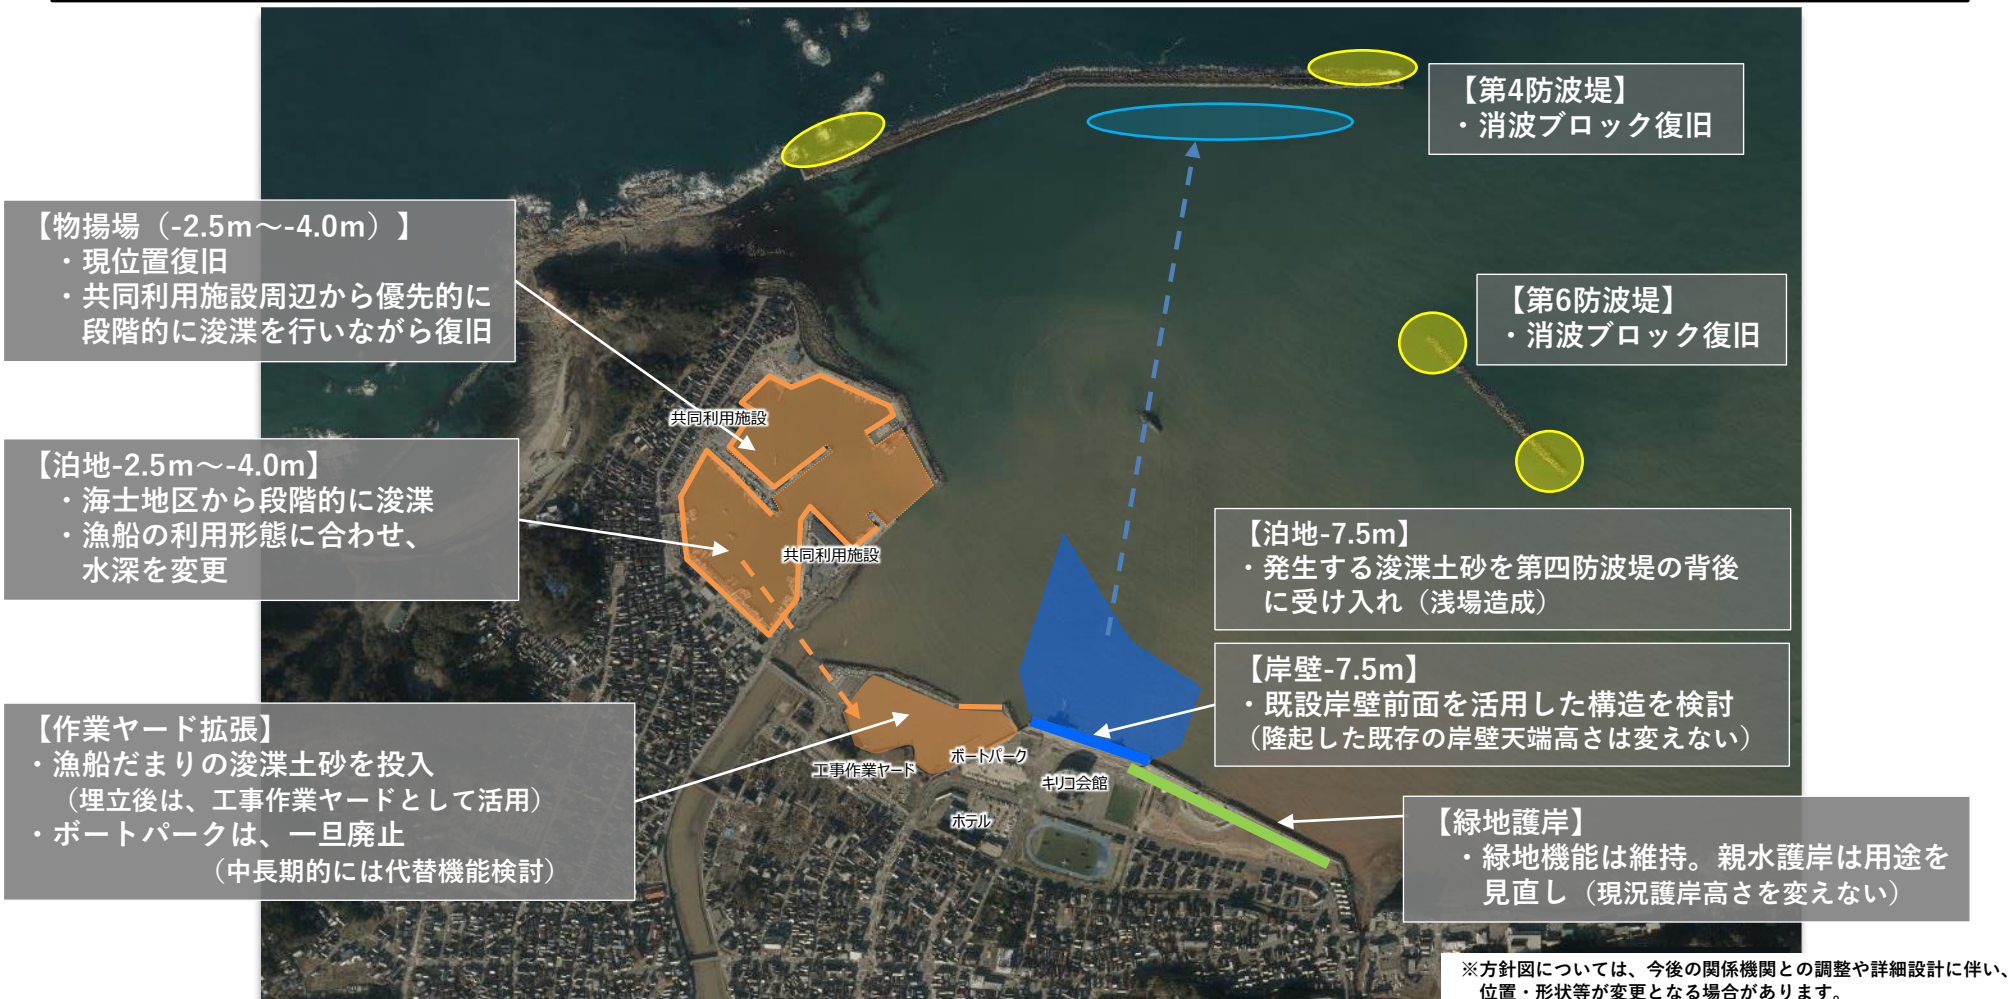 【第4防波堤】
・消波ブロック復旧
【物揚場（-2.5m～-4.0m）】
・現位置復旧
・共同利用施設周辺から優先的に
段階的に浚渫を行いながら復旧
【第6防波堤】
・消波ブロック復旧
共同利用施設
【泊地-2.5m～-4.0m】
・海士地区から段階的に浚渫
・漁船の利用形態に合わせ、
水深を変更
共同利用施設
【泊地-7.5m】
・発生する浚渫土砂を第四防波堤の背後
に受け入れ（浅場造成）
【岸壁-7.5m】
・既設岸壁前面を活用した構造を検討
（隆起した既存の岸壁天端高さは変えない）
【作業ヤード拡張】
・漁船だまりの浚渫土砂を投入
（埋立後は、工事作業ヤードとして活用）
・ボートパークは、一旦廃止
（中長期的には代替機能検討）
工事作業ヤード
ボートパーク
キリコ会館
ホテル
【緑地護岸】
・緑地機能は維持。親水護岸は用途を
見直し（現況護岸高さを変えない）
※方針図については、今後の関係機関との調整や詳細設計に伴い、
位置・形状等が変更となる場合があります。